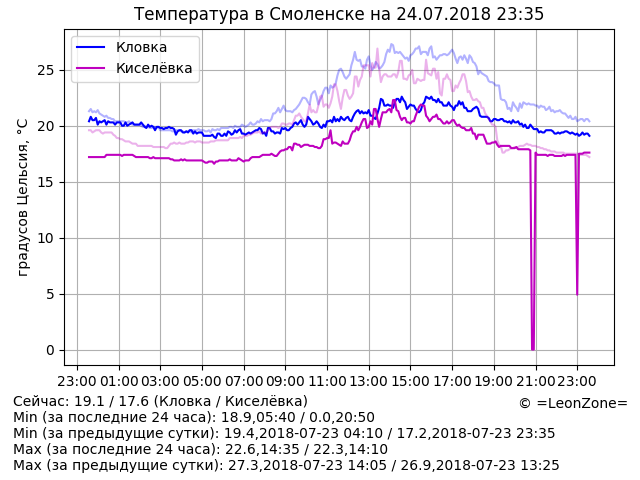 Температура в Смоленске на 24.07.2018 23:35
Кловка
Киселёвка
градусов Цельсия, °C
25
20
15
10
5
0
23:00 01:00 03:00 05:00 07:00 09:00 11:00 13:00 15:00 17:00 19:00 21:00 23:00
Сейчас: 19.1 / 17.6 (Кловка / Киселёвка)
© =LeonZone=
Min (за последние 24 часа): 18.9,05:40 / 0.0,20:50
Min (за предыдущие сутки): 19.4,2018-07-23 04:10 / 17.2,2018-07-23 23:35
Max (за последние 24 часа): 22.6,14:35 / 22.3,14:10
Max (за предыдущие сутки): 27.3,2018-07-23 14:05 / 26.9,2018-07-23 13:25